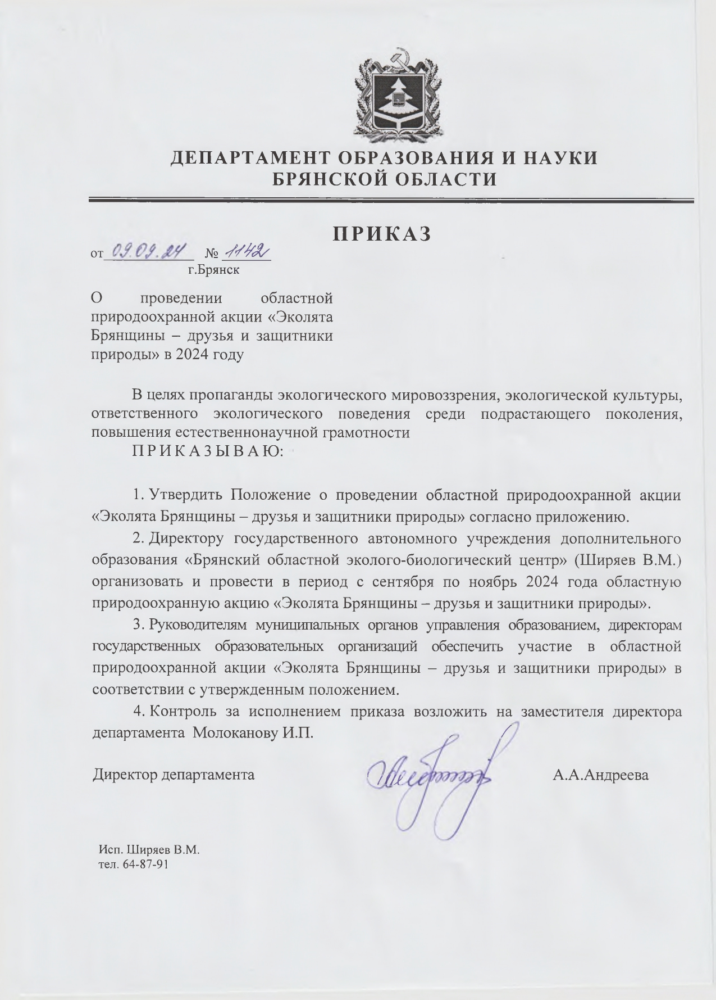 ДЕПАРТАМЕНТ ОБРАЗОВАНИЯ И НАУКИ
БРЯНСКОЙ ОБЛАСТИ
ПРИКАЗ
от 09.09.24 № 1142
г.Брянск
О проведении областной
природоохранной акции «Эколята
Брянщины – друзья и защитники
природы» в 2024 году
В целях пропаганды экологического мировоззрения, экологической культуры,
ответственного экологического поведения среди подрастающего поколения,
повышения естественнонаучной грамотности
П Р И К А З Ы В А Ю:
1. Утвердить Положение о проведении областной природоохранной акции
«Эколята Брянщины – друзья и защитники природы» согласно приложению.
2. Директору государственного автономного учреждения дополнительного
образования «Брянский областной эколого-биологический центр» (Ширяев В.М.)
организовать и провести в период с сентября по ноябрь 2024 года областную
природоохранную акцию «Эколята Брянщины – друзья и защитники природы».
3. Руководителям муниципальных органов управления образованием, директорам
государственных образовательных организаций обеспечить участие в областной
природоохранной акции «Эколята Брянщины – друзья и защитники природы» в
соответствии с утвержденным положением.
4. Контроль за исполнением приказа возложить на заместителя директора
департамента Молоканову И.П.
Директор департамента А.А.Андреева
Исп. Ширяев В.М.
тел. 64-87-91